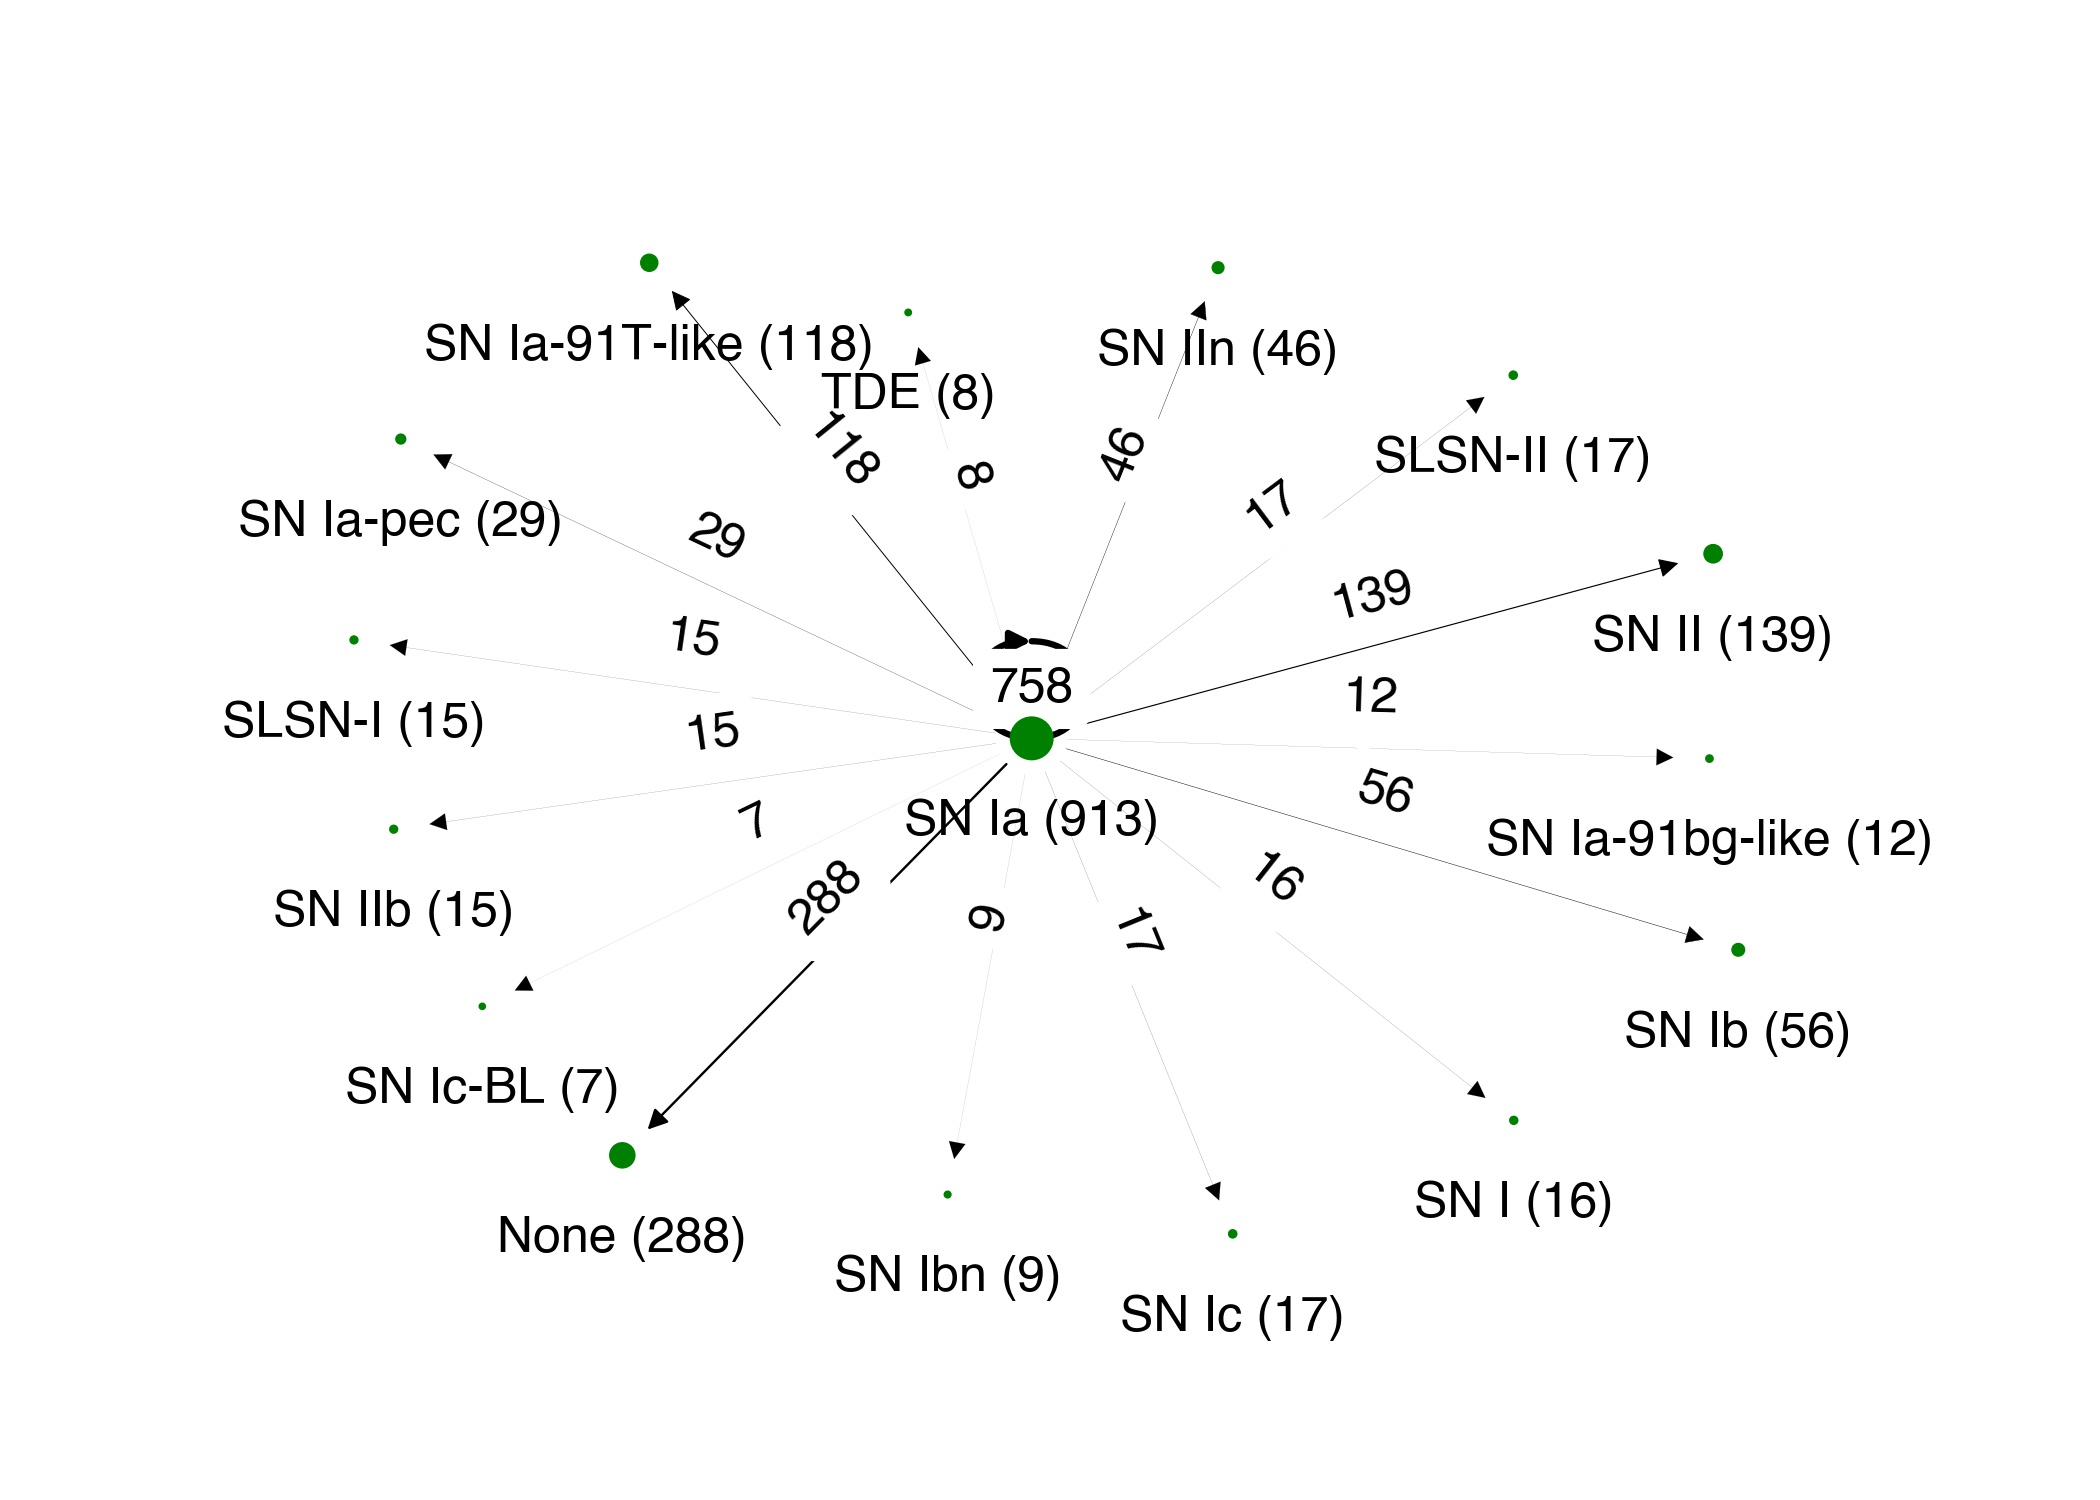 SN Ia-91T-like (118)
SN IIn (46)
TDE (8)
118
8
46
17
SLSN-II (17)
SN Ia-pec (29)
29
139
15
SN II (139)
758
12
SLSN-I (15)
15
56
7
SN Ia (913)
SN Ia-91bg-like (12)
SN IIb (15)
288
9
17
16
SN Ib (56)
SN Ic-BL (7)
SN I (16)
None (288)
SN Ibn (9)
SN Ic (17)